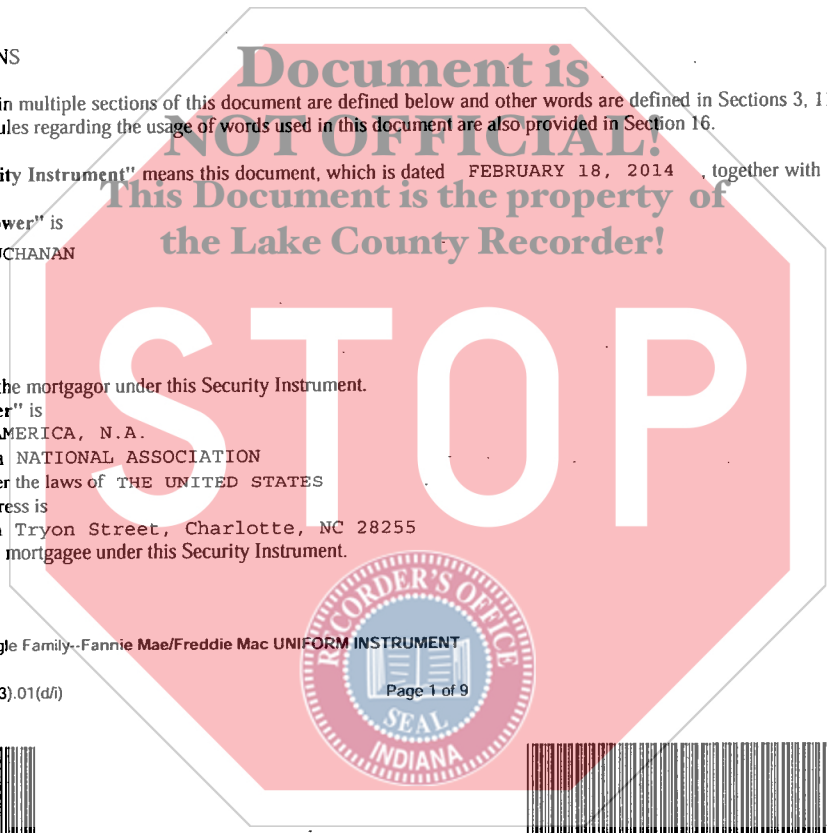 NS
Document is
in multiple sections of this document are defined below and other words are defined in Sections 3, 11
ules regarding the usage of words used in this document are also provided in Section 16.
NOT OFFICIAL!
ity Instrument" means this document, which is dated FEBRUARY 18, 2014 , together with
This Document is the property of
wer" is
the Lake County Recorder!
UCHANAN
STOP
the mortgagor under this Security Instrument.
er" is
AMERICA, N.A.
a NATIONAL ASSOCIATION
er the laws of THE UNITED STATES
ress is
n Tryon Street, Charlotte, NC 28255
mortgagee under this Security Instrument.
RECORDER'S OFFICE
gle Family--Fannie Mae/Freddie Mac UNIFORM INSTRUMENT
3).01(d/i)
Page 1 of 9
SEAL
INDIANA